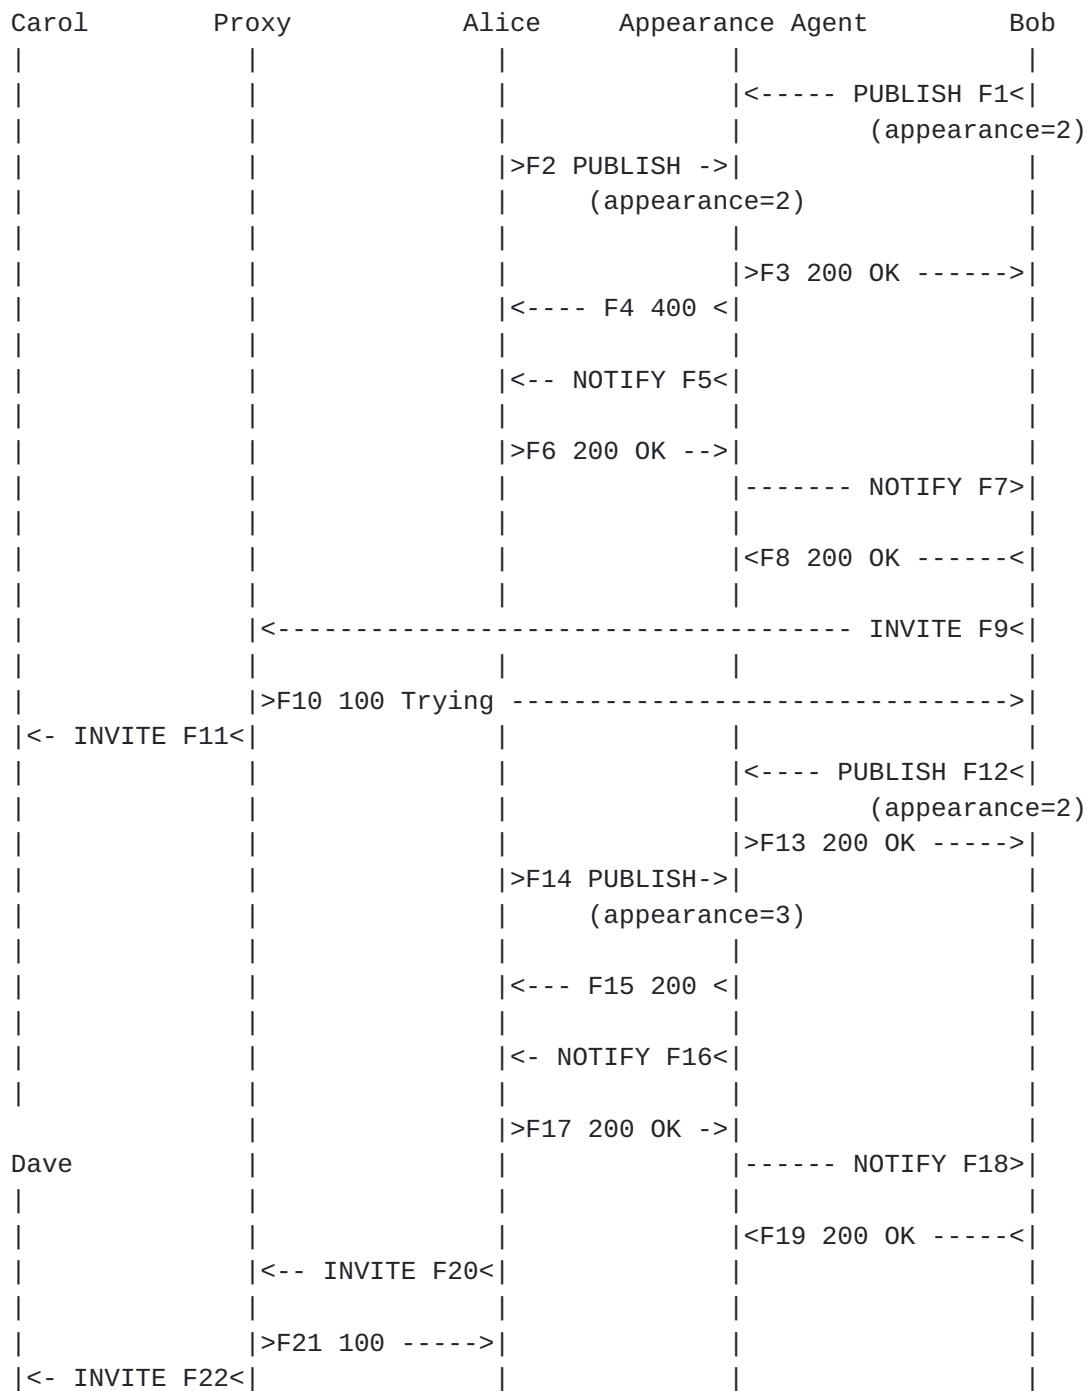 Carol        Proxy           Alice     Appearance Agent         Bob
|              |               |              |                  |
|              |               |              |<----- PUBLISH F1<|
|              |               |              |        (appearance=2)
|              |               |>F2 PUBLISH ->|                  |
|              |               |     (appearance=2)              |
|              |               |              |                  |
|              |               |              |>F3 200 OK ------>|
|              |               |<---- F4 400 <|                  |
|              |               |              |                  |
|              |               |<-- NOTIFY F5<|                  |
|              |               |              |                  |
|              |               |>F6 200 OK -->|                  |
|              |               |              |------- NOTIFY F7>|
|              |               |              |                  |
|              |               |              |<F8 200 OK ------<|
|              |               |              |                  |
|              |<------------------------------------- INVITE F9<|
|              |               |              |                  |
|              |>F10 100 Trying -------------------------------->|
|<- INVITE F11<|               |              |                  |
|              |               |              |<---- PUBLISH F12<|
|              |               |              |        (appearance=2)
|              |               |              |>F13 200 OK ----->|
|              |               |>F14 PUBLISH->|                  |
|              |               |     (appearance=3)              |
|              |               |              |                  |
|              |               |<--- F15 200 <|                  |
|              |               |              |                  |
|              |               |<- NOTIFY F16<|                  |
|              |               |              |                  |
               |               |>F17 200 OK ->|                  |
Dave           |               |              |------ NOTIFY F18>|
|              |               |              |                  |
|              |               |              |<F19 200 OK -----<|
|              |<-- INVITE F20<|              |                  |
|              |               |              |                  |
|              |>F21 100 ----->|              |                  |
|<- INVITE F22<|               |              |                  |